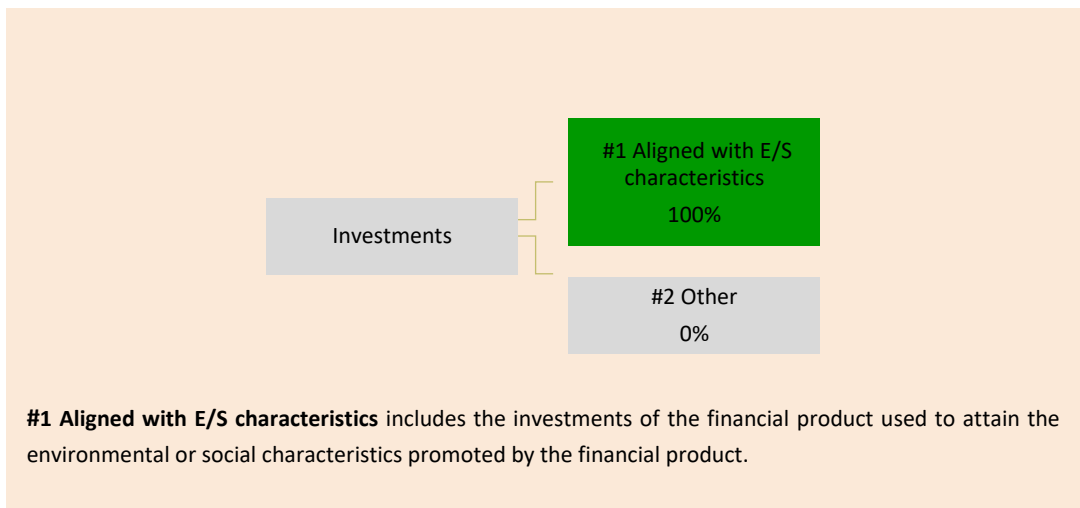 #1 Aligned with E/S
characteristics
100%
Investments
#2 Other
0%
#1 Aligned with E/S characteristics includes the investments of the financial product used to attain the
environmental or social characteristics promoted by the financial product.